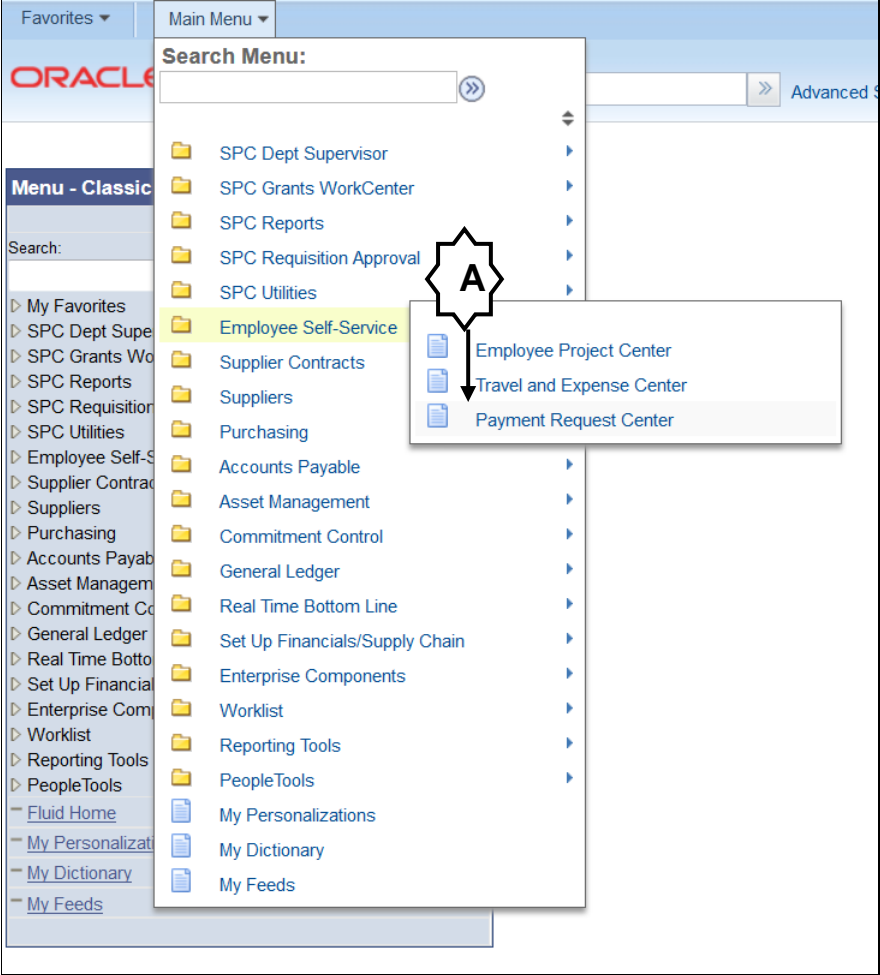 Favorites Main Menu
Search Menu:
ORACLE
Advanced S
SPC Dept Supervisor
SPC Grants WorkCenter
SPC Reports
SPC Requisition Approval
SPC Utilities
Employee Self-Service
Supplier Contracts
Suppliers
Purchasing
Accounts Payable
Asset Management
Commitment Control
General Ledger
Real Time Bottom Line
Set Up Financials/Supply Chain
Enterprise Components
Worklist
Reporting Tools
PeopleTools
My Personalizations
My Dictionary
My Feeds
A
Employee Project Center
Travel and Expense Center
Payment Request Center
Menu - Classic
Search:
My Favorites
SPC Dept Supe
SPC Grants Wo
SPC Reports
SPC Requisition
SPC Utilities
Employee Self-S
Supplier Contrac
Suppliers
Purchasing
Accounts Payab
Asset Managem
Commitment Co
General Ledger
Real Time Botto
Set Up Financial
Enterprise Com
Worklist
Reporting Tools
PeopleTools
Fluid Home
My Personalizati
My Dictionary
My Feeds